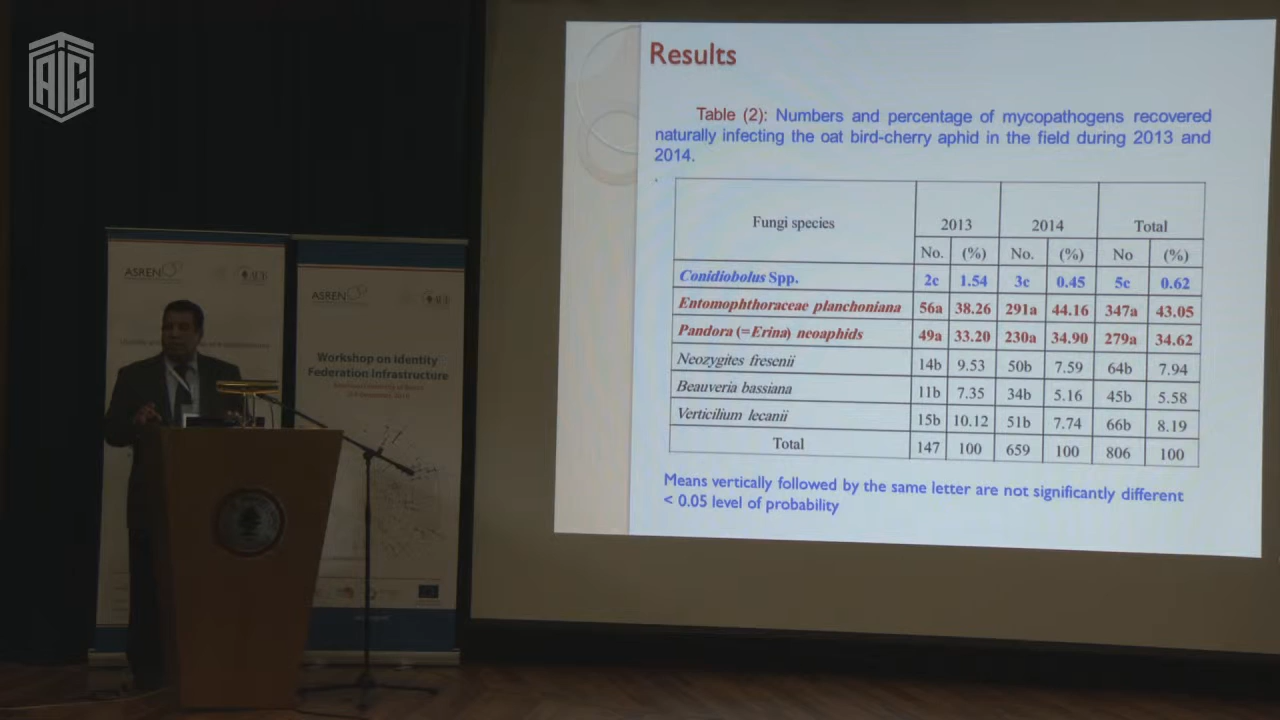 AIG
Results
Table (2): Numbers and percentage of mycopathogens recovered
naturally infecting the oat bird-cherry aphid in the field during 2013 and
2014.
Fungi species 2013 2014 Total
No. (%) No. (%) No (%)
Conidiobolus Spp. 2c 1.54 3c 0.45 5c 0.62
Entomophthoraceae planchoniana 56a 38.26 291a 44.16 347a 43.05
Pandora (=Erina) neoaphids 49a 33.20 230a 34.90 279a 34.62
Neozygites fresenii 14b 9.53 50b 7.59 64b 7.94
Beauveria bassiana 11b 7.35 34b 5.16 45b 5.58
Verticilium lecanii 15b 10.12 51b 7.74 66b 8.19
Total 147 100 659 100 806 100
Means vertically followed by the same letter are not significantly different
< 0.05 level of probability
ASREN
ASREN
Workshop on Identity
Federation Infrastructure